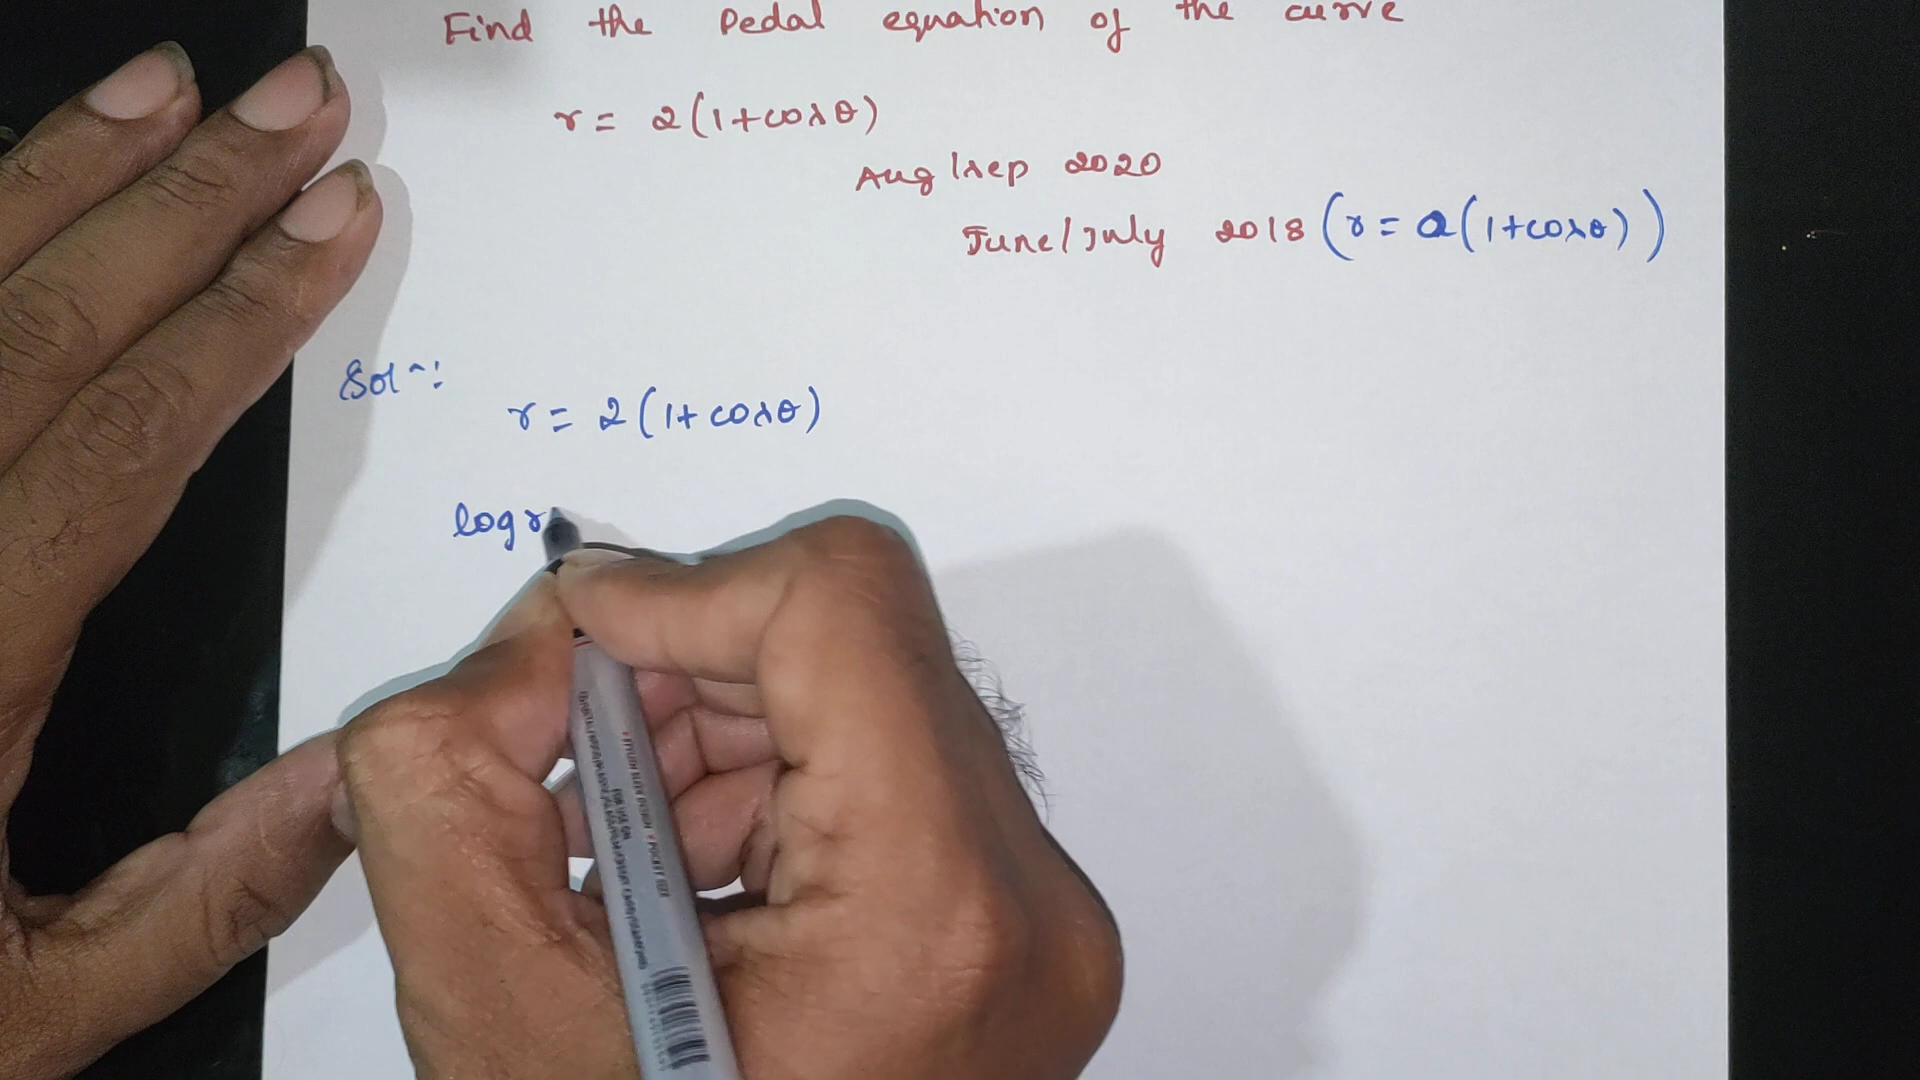 Find the Pedal equation of the curve
r = 2(1+cosθ)
Aug/sep 2020
June/July 2018 (r = a(1+cosθ))
Solⁿ:
r = 2(1+cosθ)
log r